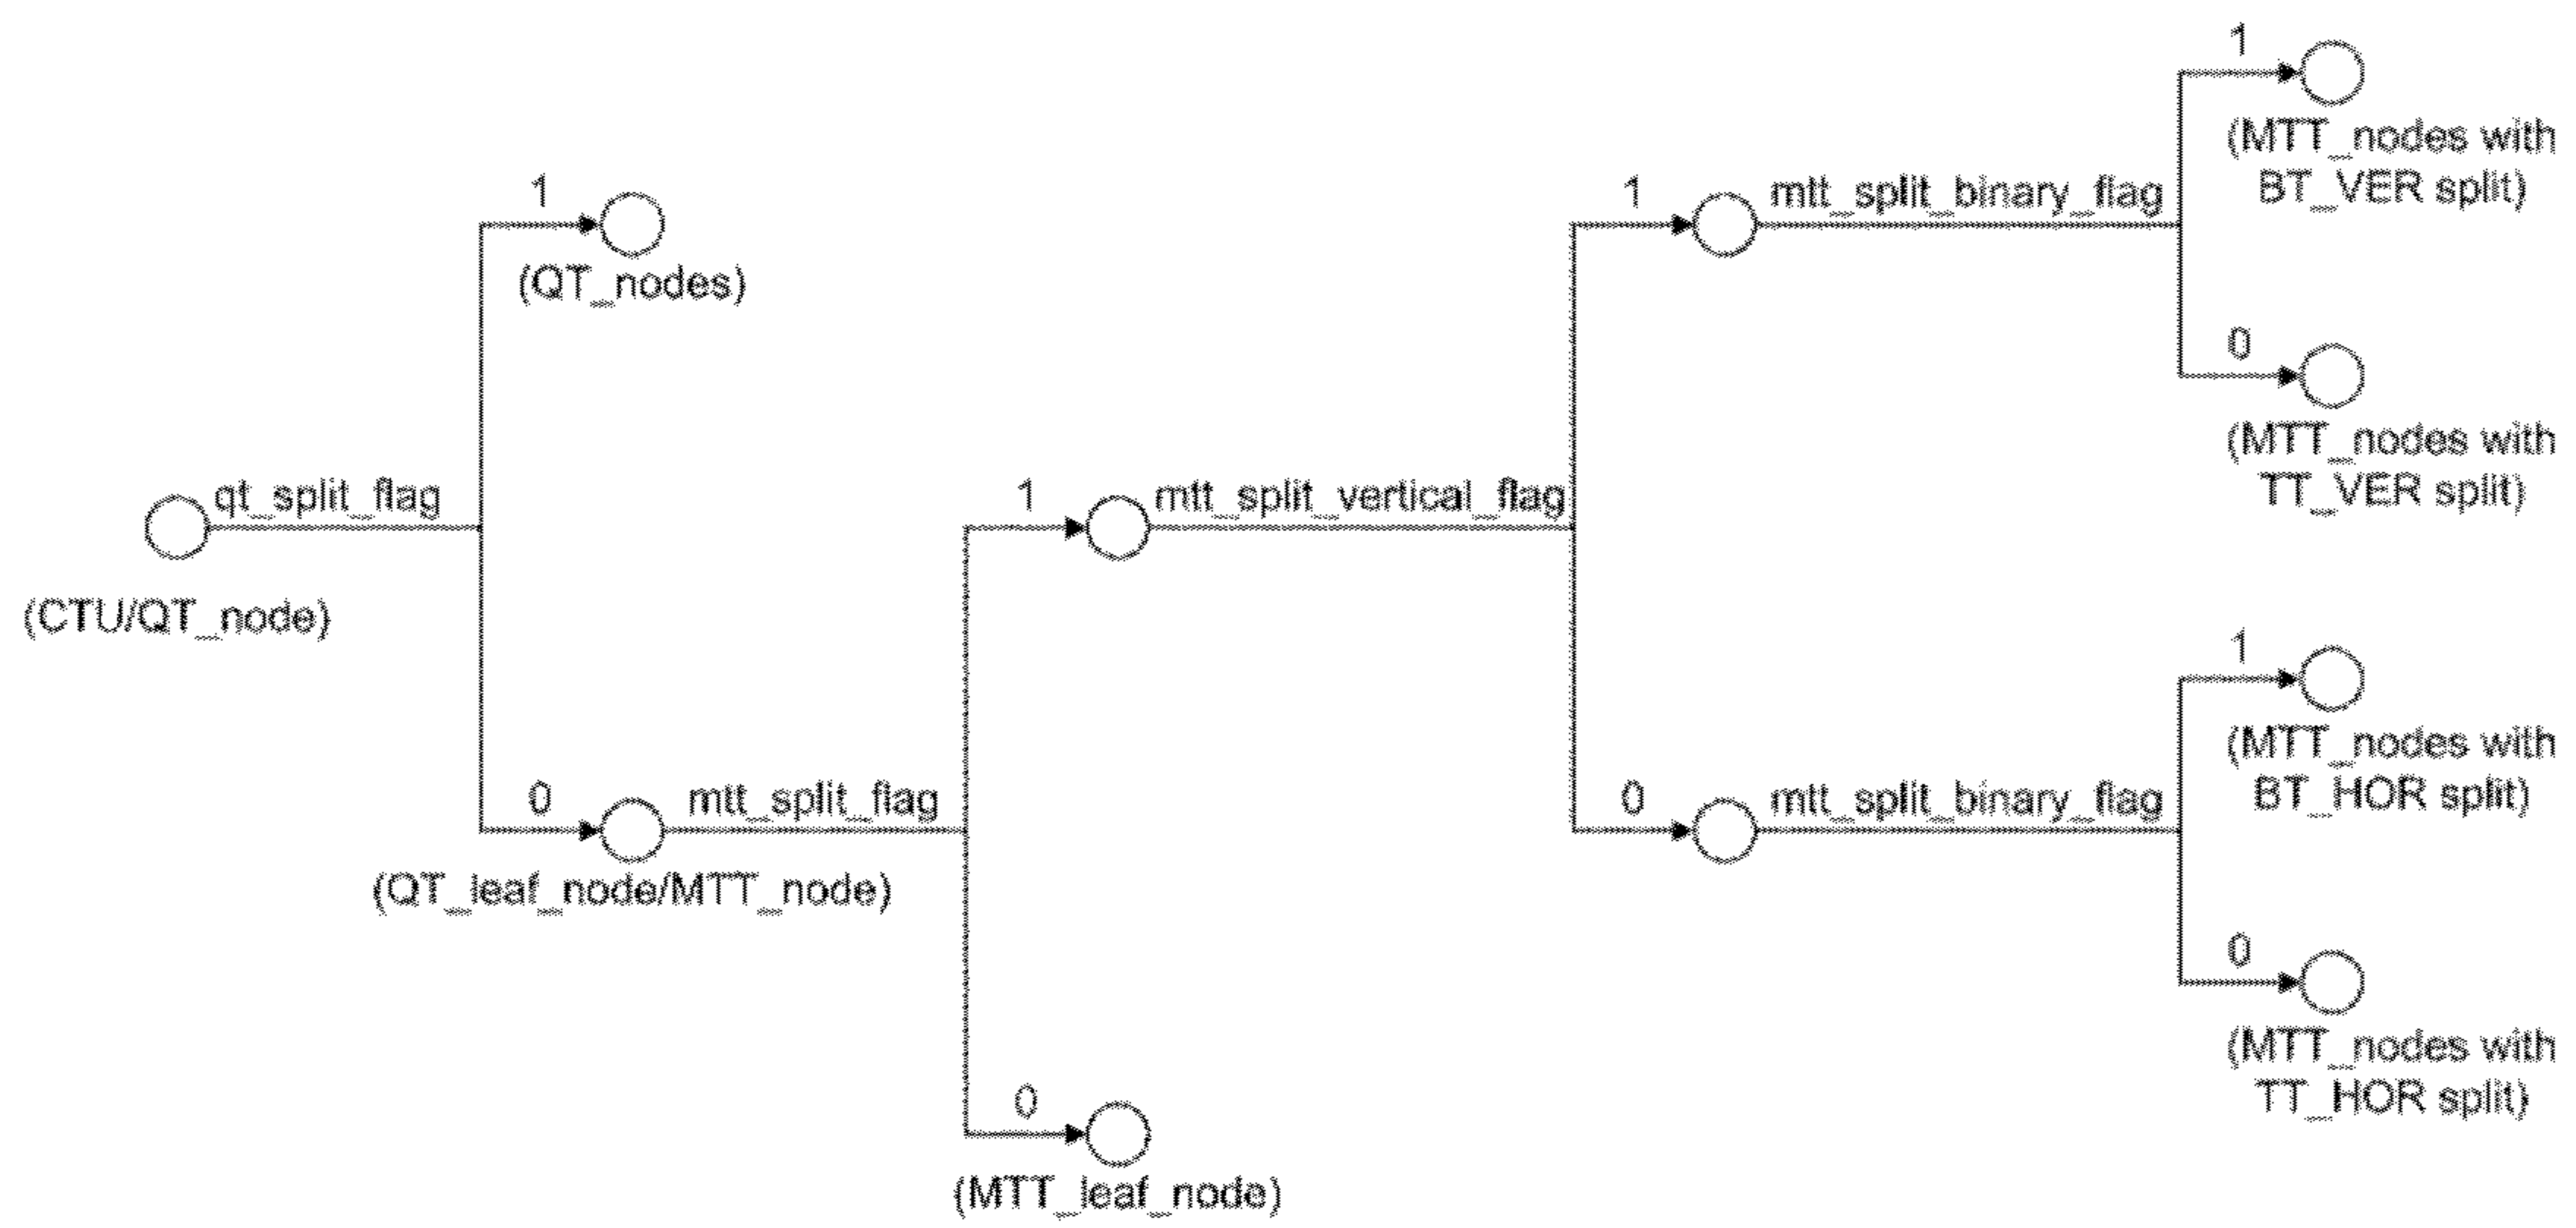 1
(MTT_nodes with
BT_VER split)
1
(QT_nodes)
1
mtt_split_binary_flag
0
(MTT_nodes with
TT_VER split)
qt_split_flag
(CTU/QT_node)
1
mtt_split_vertical_flag
1
(MTT_nodes with
BT_HOR split)
0
(QT_leaf_node/MTT_node)
mtt_split_flag
0
mtt_split_binary_flag
0
(MTT_nodes with
TT_HOR split)
0
(MTT_leaf_node)